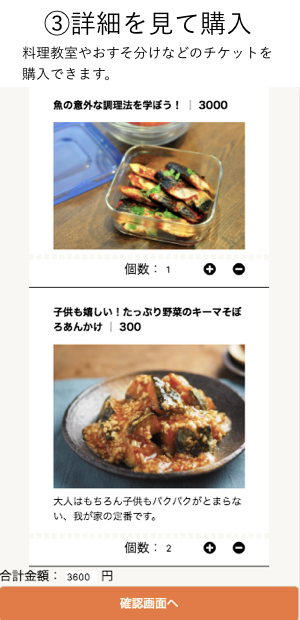 ③詳細を見て購入
料理教室やおすそ分けなどのチケットを
購入できます。
魚の意外な調理法を学ぼう！ ｜ 3000
個数： 1
子供も嬉しい！たっぷり野菜のキーマそぼ
ろあんかけ ｜ 300
大人はもちろん子供もパクパクがとまらな
い、我が家の定番です。
個数： 2
合計金額： 3600 円
確認画面へ